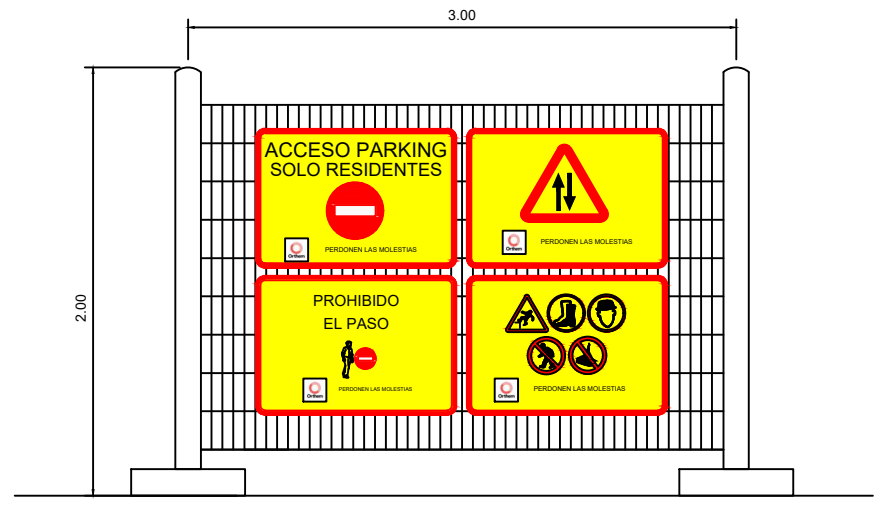 3.00
2.00
ACCESO PARKING
SOLO RESIDENTES
Orthem
PERDONEN LAS MOLESTIAS
Orthem
PERDONEN LAS MOLESTIAS
PROHIBIDO
EL PASO
Orthem
PERDONEN LAS MOLESTIAS
Orthem
PERDONEN LAS MOLESTIAS